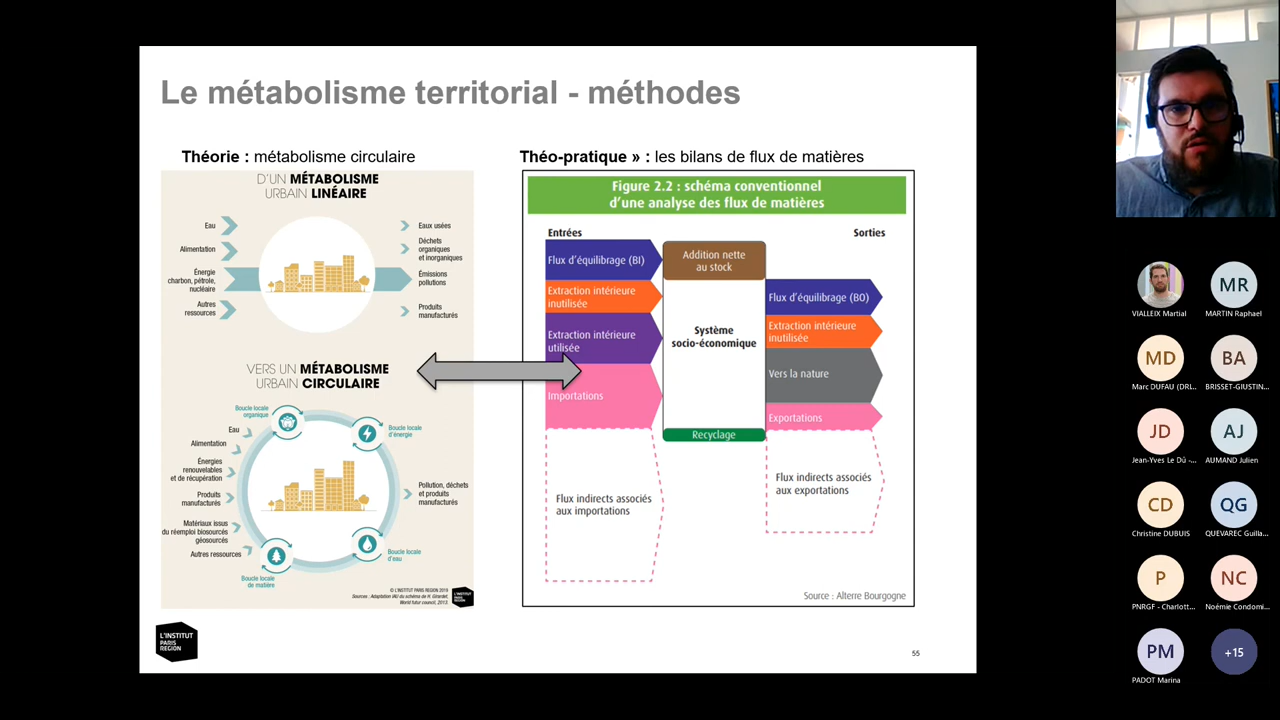 Le métabolisme territorial - méthodes
Théorie : métabolisme circulaire
D'UN MÉTABOLISME
URBAIN LINÉAIRE
Eau
Alimentation
Énergie
charbon, pétrole,
nucléaire
Autres
ressources
Eaux usées
Déchets
organiques
et inorganiques
Émissions
pollutions
Produits
manufacturés
VERS UN MÉTABOLISME
URBAIN CIRCULAIRE
Boucle locale
organique
Boucle locale
d'énergie
Eau
Alimentation
Énergies
renouvelables
et de récupération
Produits
manufacturés
Matériaux issus
du réemploi biosourcés
géosourcés
Autres ressources
Pollution, déchets
et produits
manufacturés
Boucle locale
d'eau
Boucle locale
de matière
© L'INSTITUT PARIS REGION 2019
Sources : Adaptation IAU du schéma de H. Girardet,
World futur council, 2013.
Théo-pratique » : les bilans de flux de matières
Figure 2.2 : schéma conventionnel
d'une analyse des flux de matières
Entrées
Sorties
Flux d'équilibrage (BI)
Extraction intérieure
inutilisée
Extraction intérieure
utilisée
Importations
Flux indirects associés
aux importations
Addition nette
au stock
Système
socio-économique
Recyclage
Flux d'équilibrage (BO)
Extraction intérieure
inutilisée
Vers la nature
Exportations
Flux indirects associés
aux exportations
Source : Alterre Bourgogne
L'INSTITUT
PARIS
REGION
55
VIALLEIX Martial
MR
MARTIN Raphael
MD
Marc DUFAU (DRI...
BA
BRISSET-GIUSTIN...
JD
Jean-Yves Le Dû -...
AJ
AUMAND Julien
CD
Christine DUBUIS
QG
QUEVAREC Guilla...
P
PNRGF - Charlott...
NC
Noémie Condomi...
PM
PADOT Marina
+15